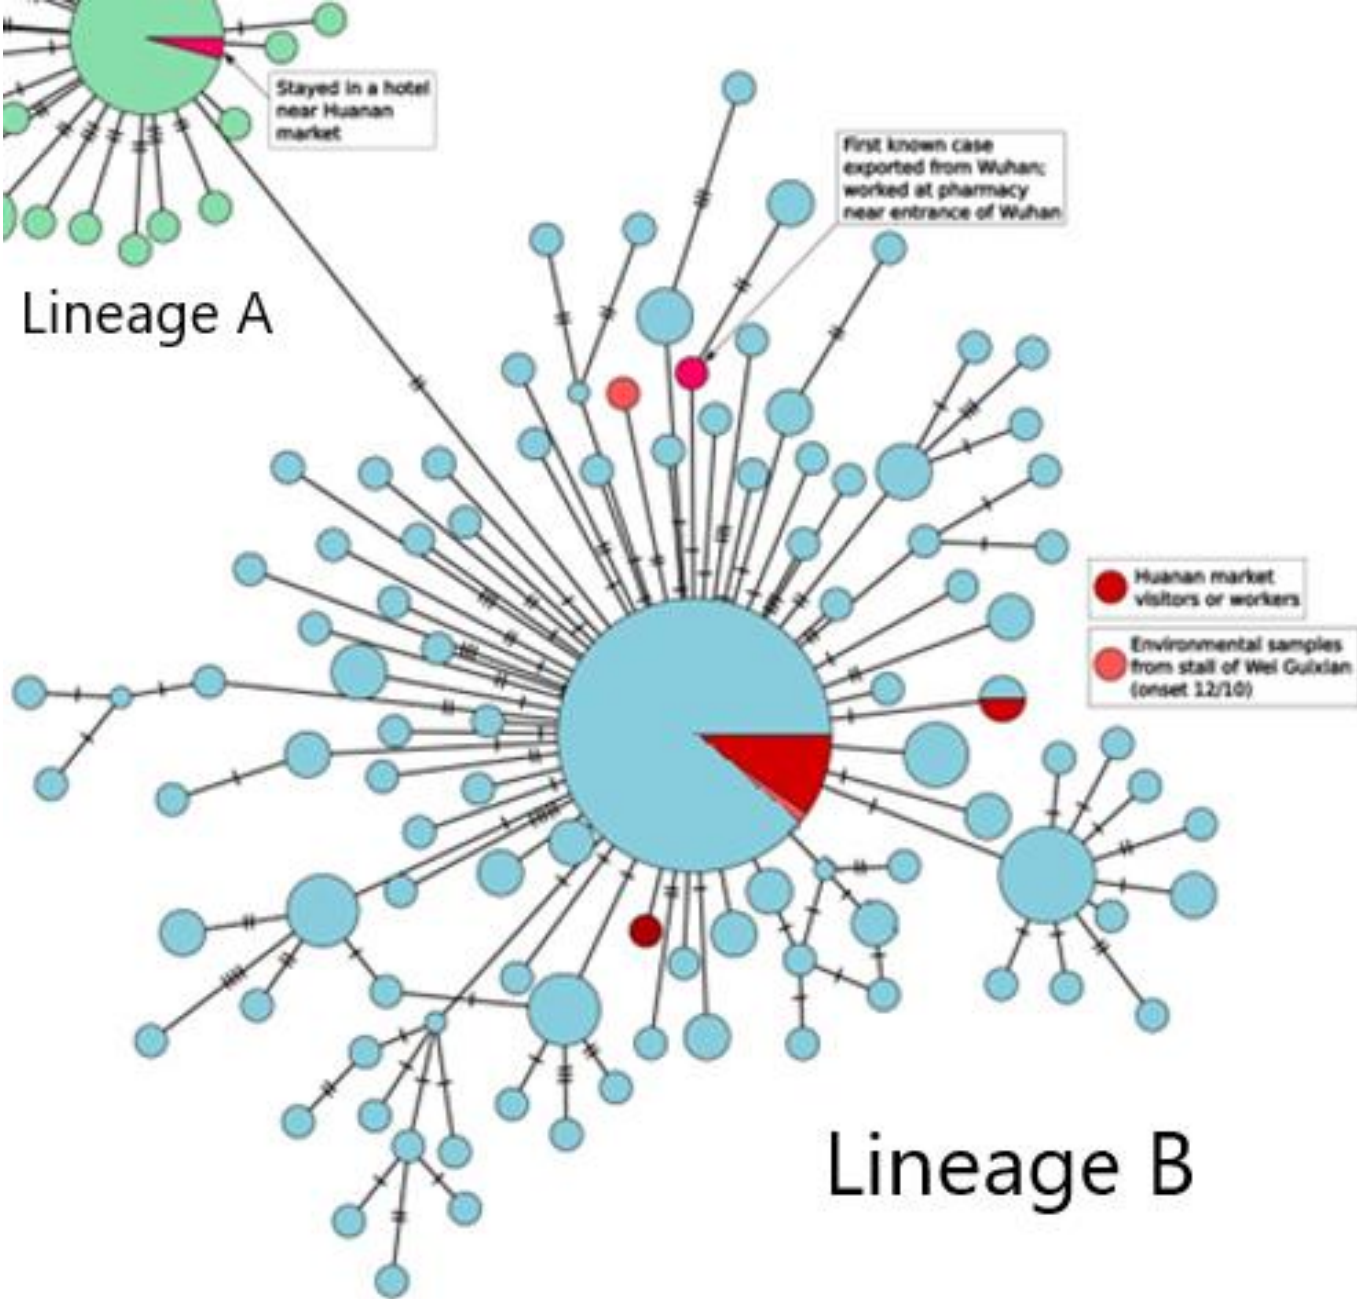 Stayed in a hotel
near Huanan
market
First known case
exported from Wuhan;
worked at pharmacy
near entrance of Wuhan
Lineage A
Huanan market
visitors or workers
Environmental samples
from stall of Wei Guixian
(onset 12/10)
Lineage B